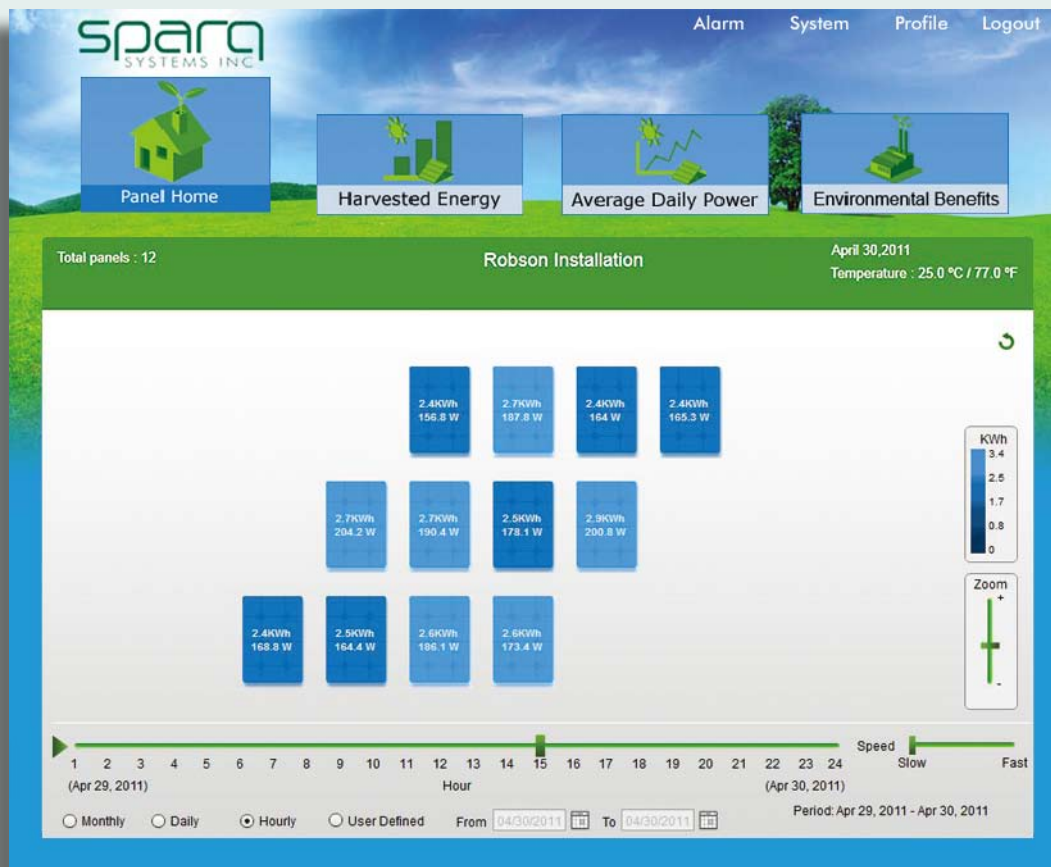 sparq
SYSTEMS INC
Alarm System Profile Logout
Panel Home
Harvested Energy
Average Daily Power
Environmental Benefits
Total panels : 12
Robson Installation
April 30,2011
Temperature : 25.0 ºC / 77.0 ºF
2.4KWh 2.7KWh 2.4KWh 2.4KWh
156.8 W 187.8 W 164 W 165.3 W
KWh
3.4
2.5
1.7
0.8
0
2.7KWh 2.7KWh 2.5KWh 2.9KWh
204.2 W 190.4 W 178.1 W 200.8 W
Zoom
+
-
2.4KWh 2.5KWh 2.6KWh 2.6KWh
168.8 W 164.4 W 186.1 W 173.4 W
1 2 3 4 5 6 7 8 9 10 11 12 13 14 15 16 17 18 19 20 21 22 23 24
(Apr 29, 2011) Hour (Apr 30, 2011)
Speed
Slow Fast
Monthly Daily Hourly User Defined From 04/30/2011 To 04/30/2011
Period: Apr 29, 2011 - Apr 30, 2011